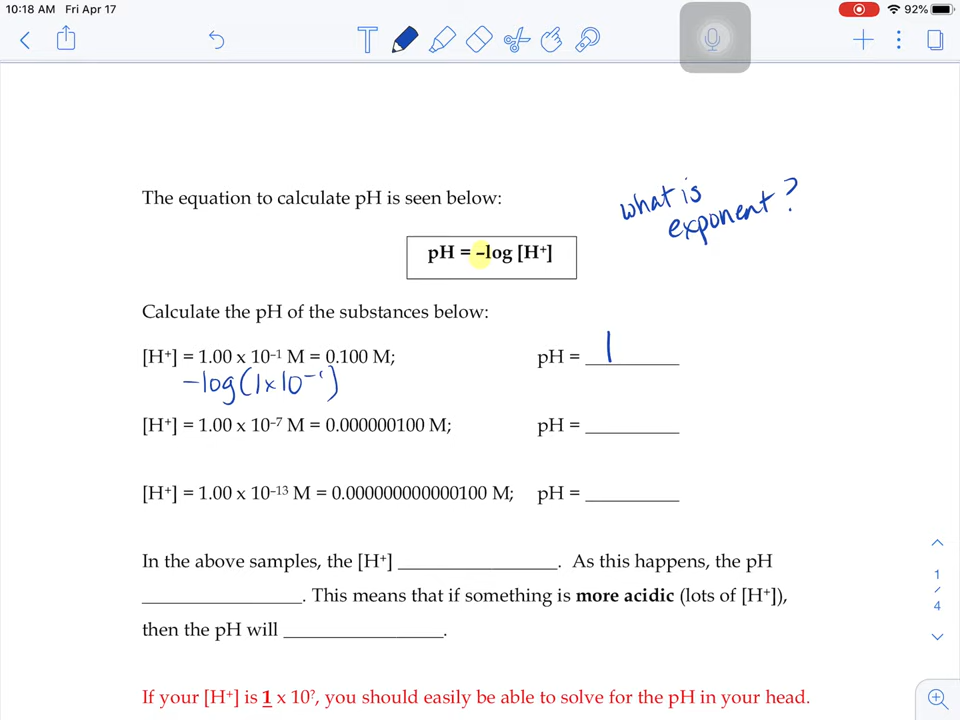 10:18 AM Fri Apr 17 92%
The equation to calculate pH is seen below:
what is
exponent?
pH = –log [H⁺]
Calculate the pH of the substances below:
[H⁺] = 1.00 x 10⁻¹ M = 0.100 M; pH = 1
-log(1x10⁻¹)
[H⁺] = 1.00 x 10⁻⁷ M = 0.000000100 M; pH = ________
[H⁺] = 1.00 x 10⁻¹³ M = 0.000000000000100 M; pH = ________
In the above samples, the [H⁺] ________________. As this happens, the pH
________________. This means that if something is more acidic (lots of [H⁺]),
then the pH will ________________.
If your [H⁺] is 1 x 10?, you should easily be able to solve for the pH in your head.
1
/
4